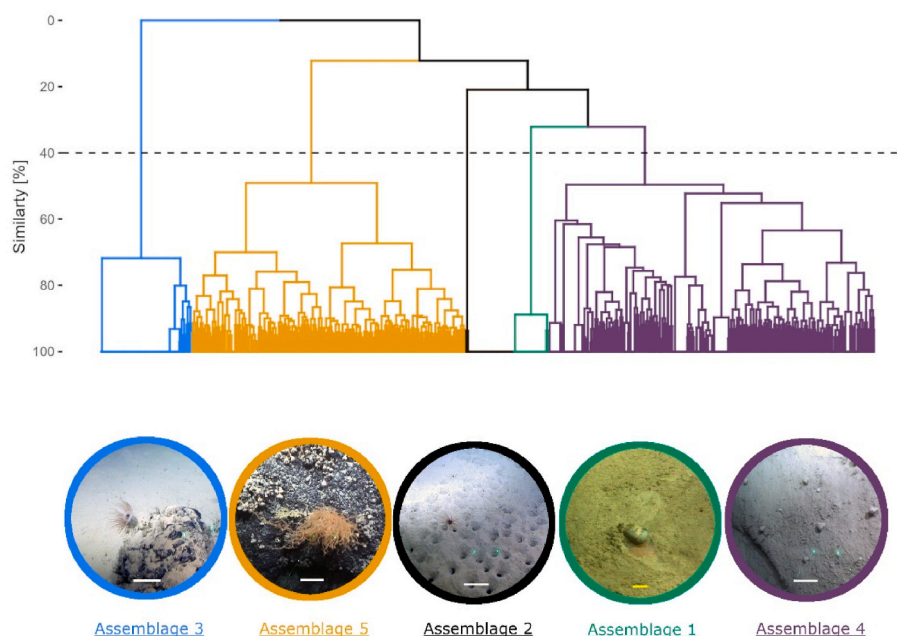 0
20
40
60
80
100
Similarty [%]
Assemblage 3
Assemblage 5
Assemblage 2
Assemblage 1
Assemblage 4